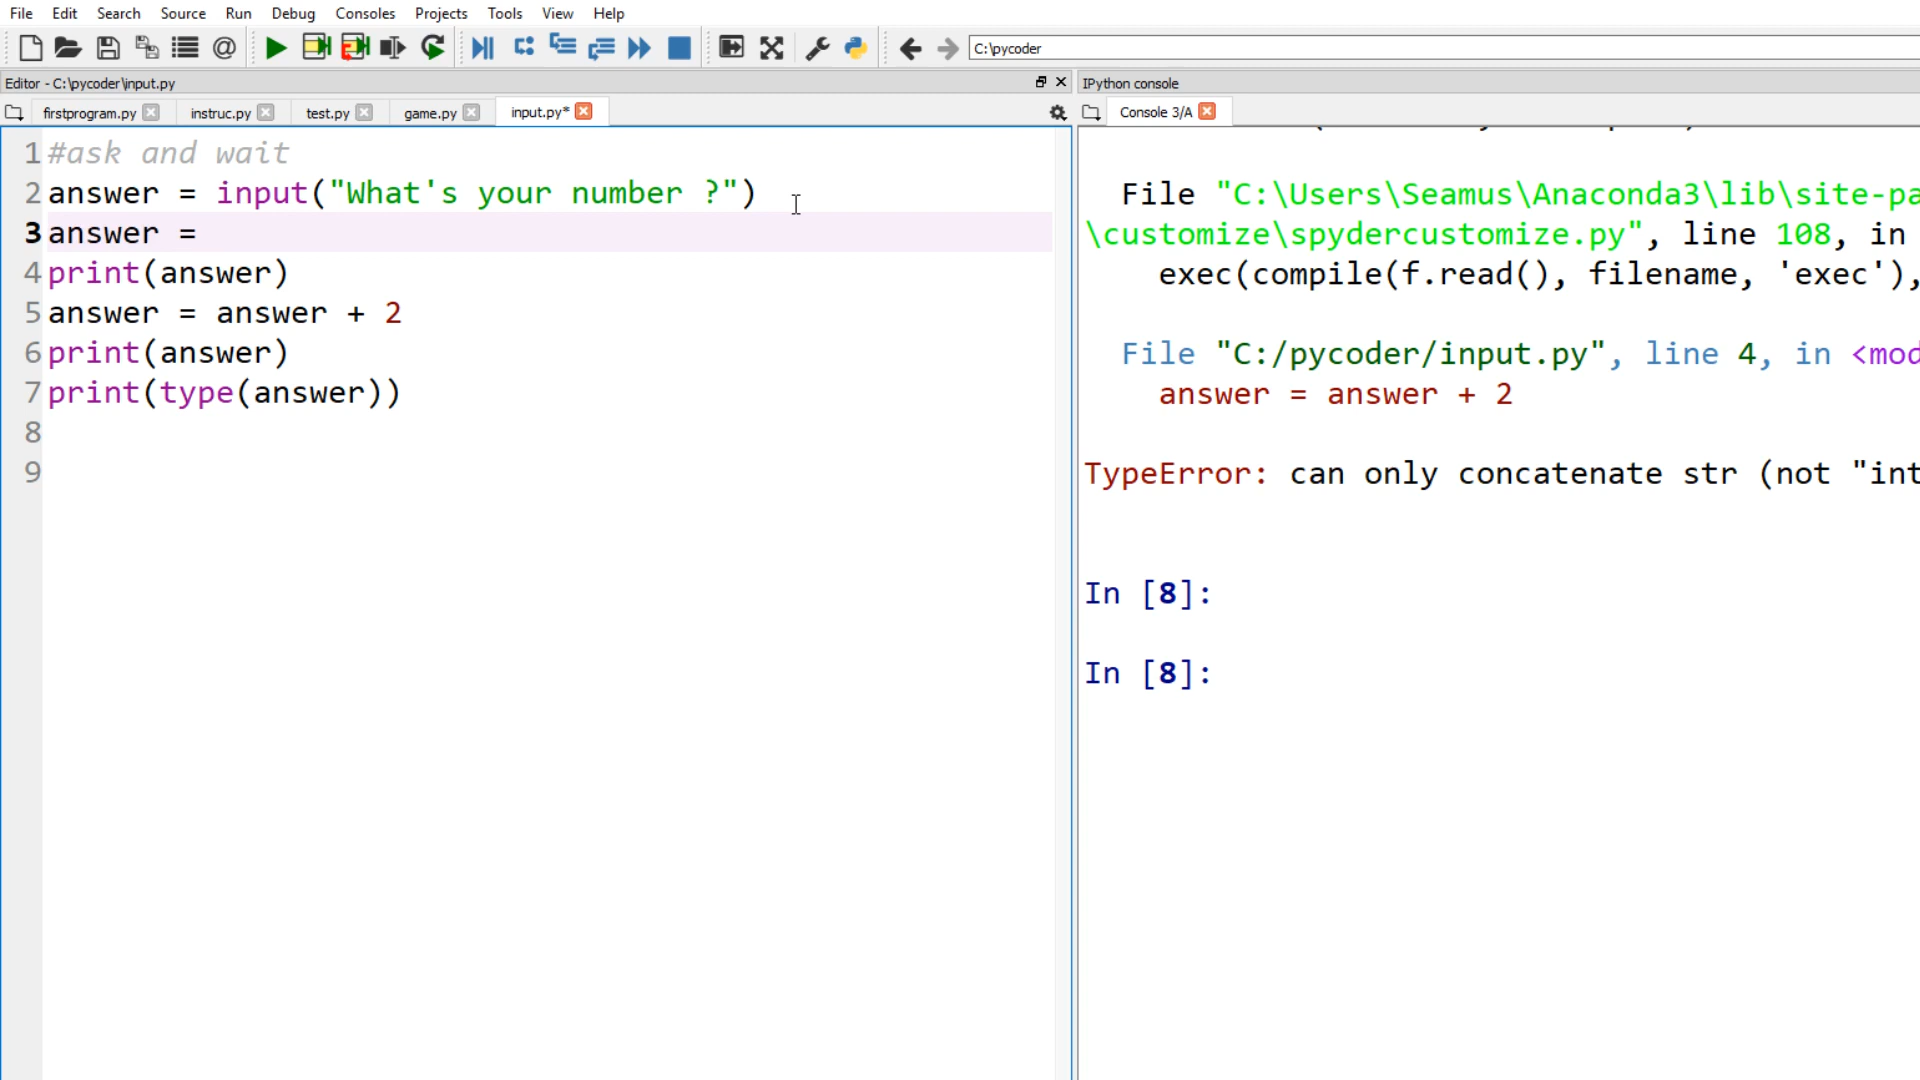 File Edit Search Source Run Debug Consoles Projects Tools View Help
C:\pycoder
Editor - C:\pycoder\input.py
firstprogram.py instruc.py test.py game.py input.py*
1 #ask and wait
2 answer = input("What's your number ?")
3 answer =
4 print(answer)
5 answer = answer + 2
6 print(answer)
7 print(type(answer))
8
9
IPython console
Console 3/A
File "C:\Users\Seamus\Anaconda3\lib\site-pa
\customize\spydercustomize.py", line 108, in
exec(compile(f.read(), filename, 'exec'),
File "C:/pycoder/input.py", line 4, in <mod
answer = answer + 2
TypeError: can only concatenate str (not "int
In [8]:
In [8]: